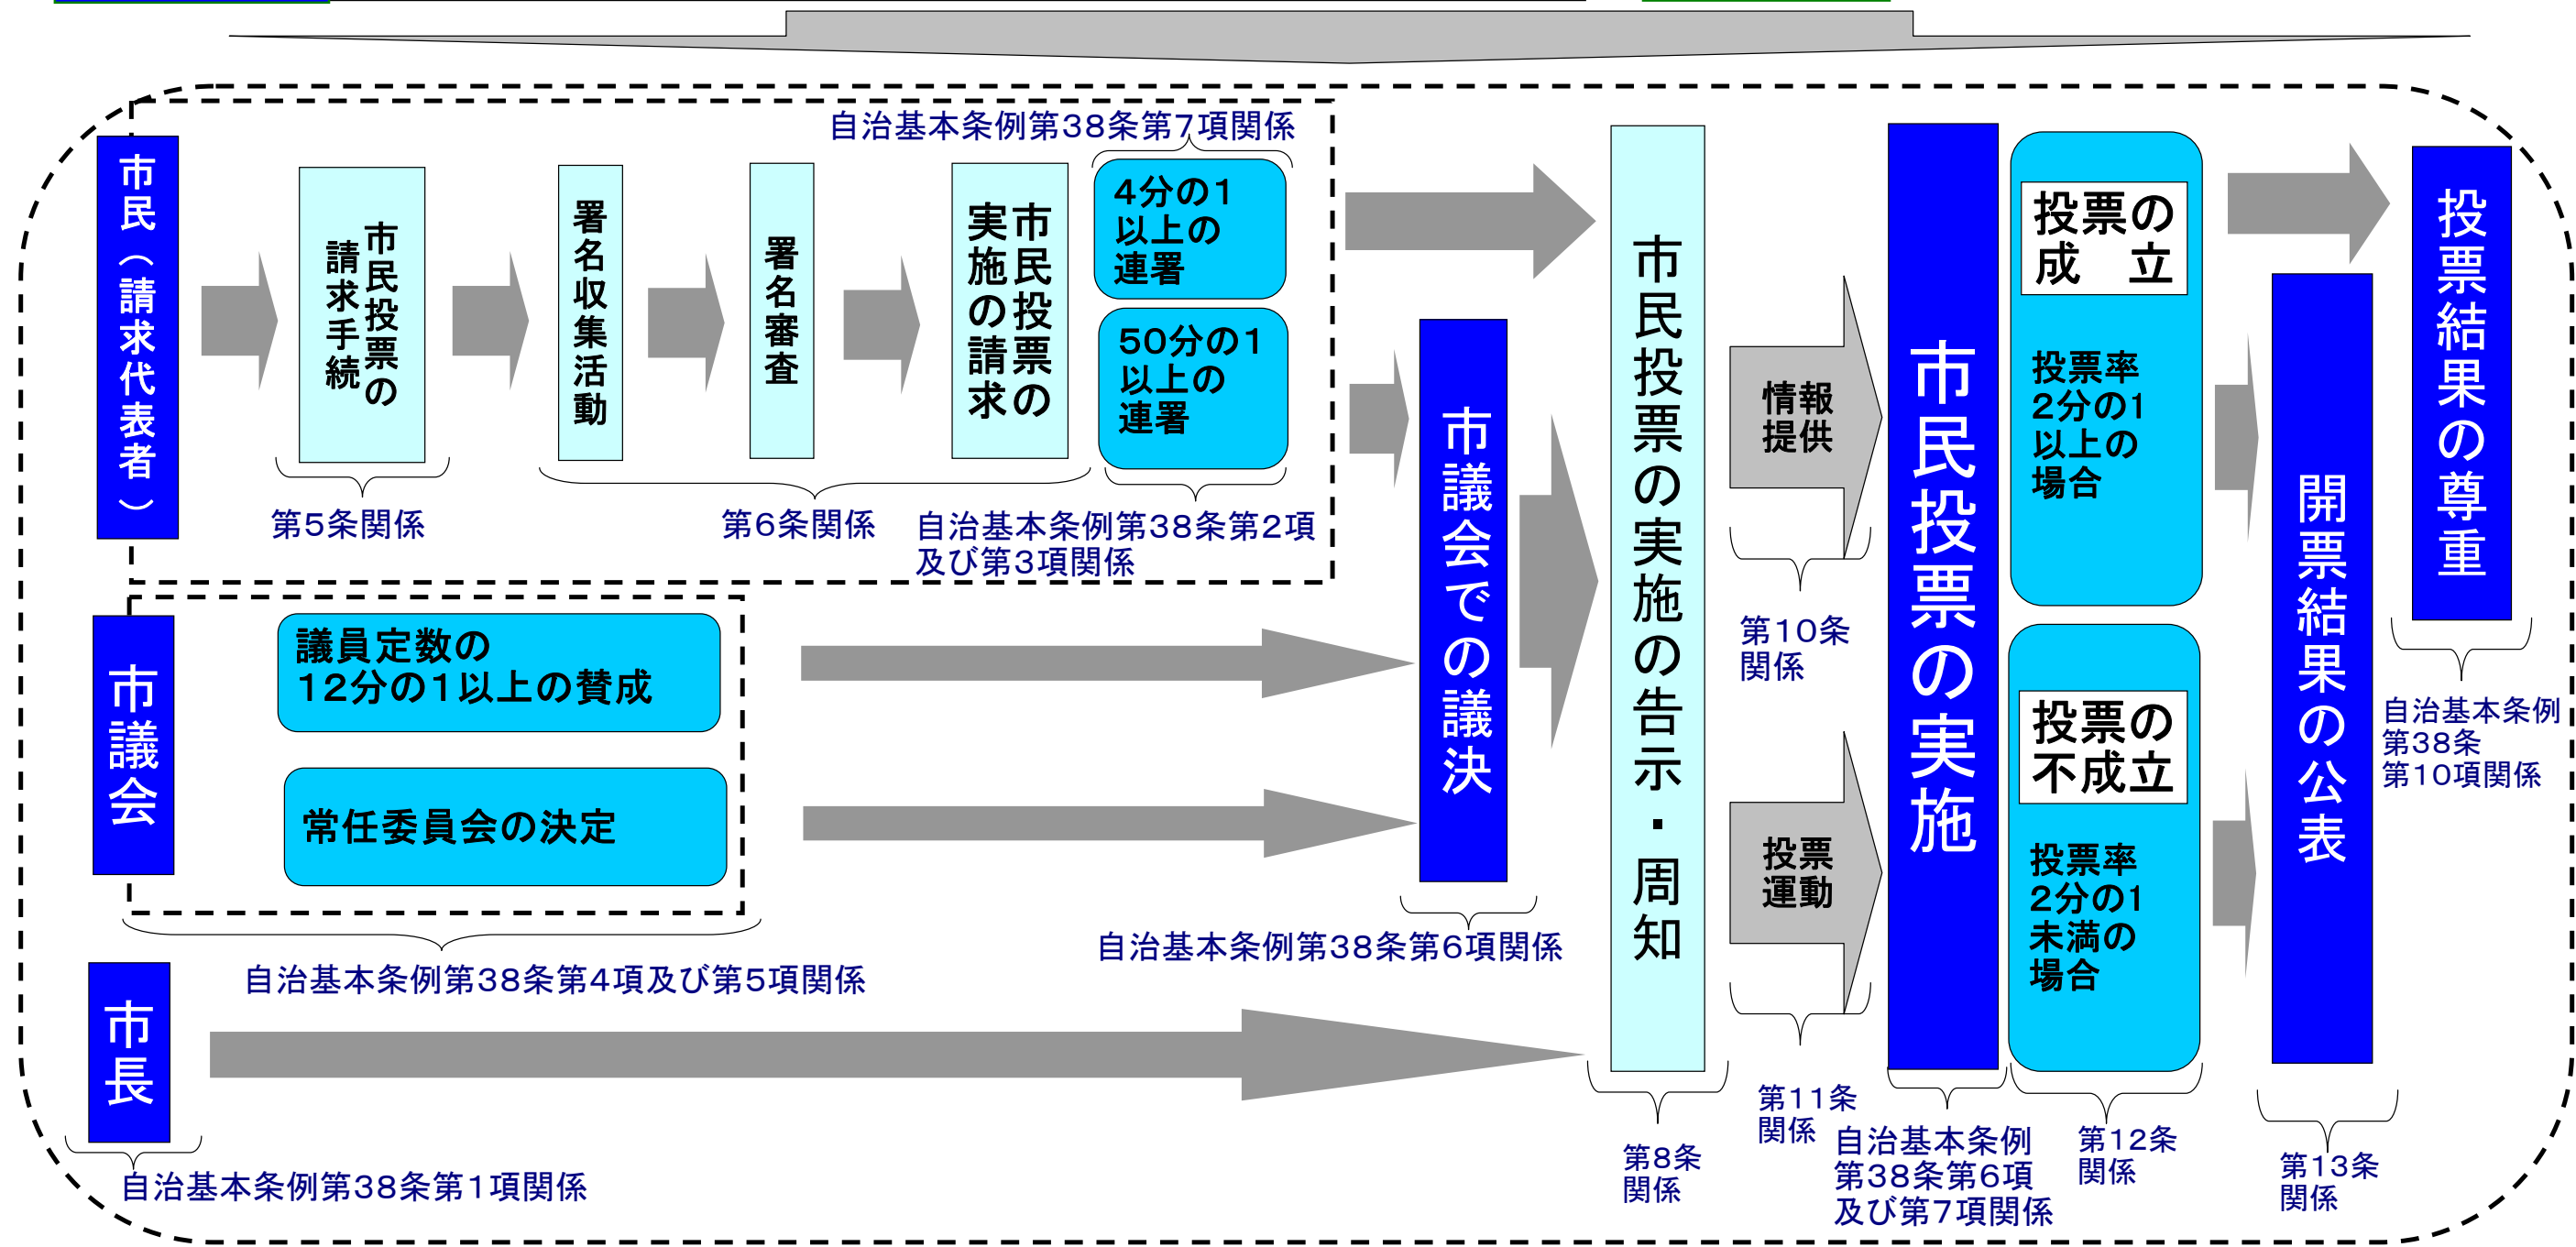 自治基本条例第38条第7項関係
市民（請求代表者）
市民投票の
請求手続
署名収集活動
署名審査
市民投票の
実施の請求
4分の1
以上の
連署
50分の1
以上の
連署
第5条関係
第6条関係
自治基本条例第38条第2項
及び第3項関係
市議会
議員定数の
12分の1以上の賛成
常任委員会の決定
自治基本条例第38条第4項及び第5項関係
市長
自治基本条例第38条第1項関係
市議会での議決
自治基本条例第38条第6項関係
市民投票の実施の告示・周知
第8条
関係
情報
提供
第10条
関係
投票
運動
第11条
関係
市民投票の実施
自治基本条例
第38条第6項
及び第7項関係
投票の
成　立
投票率
2分の1
以上の
場合
投票の
不成立
投票率
2分の1
未満の
場合
第12条
関係
開票結果の公表
第13条
関係
投票結果の尊重
自治基本条例
第38条
第10項関係